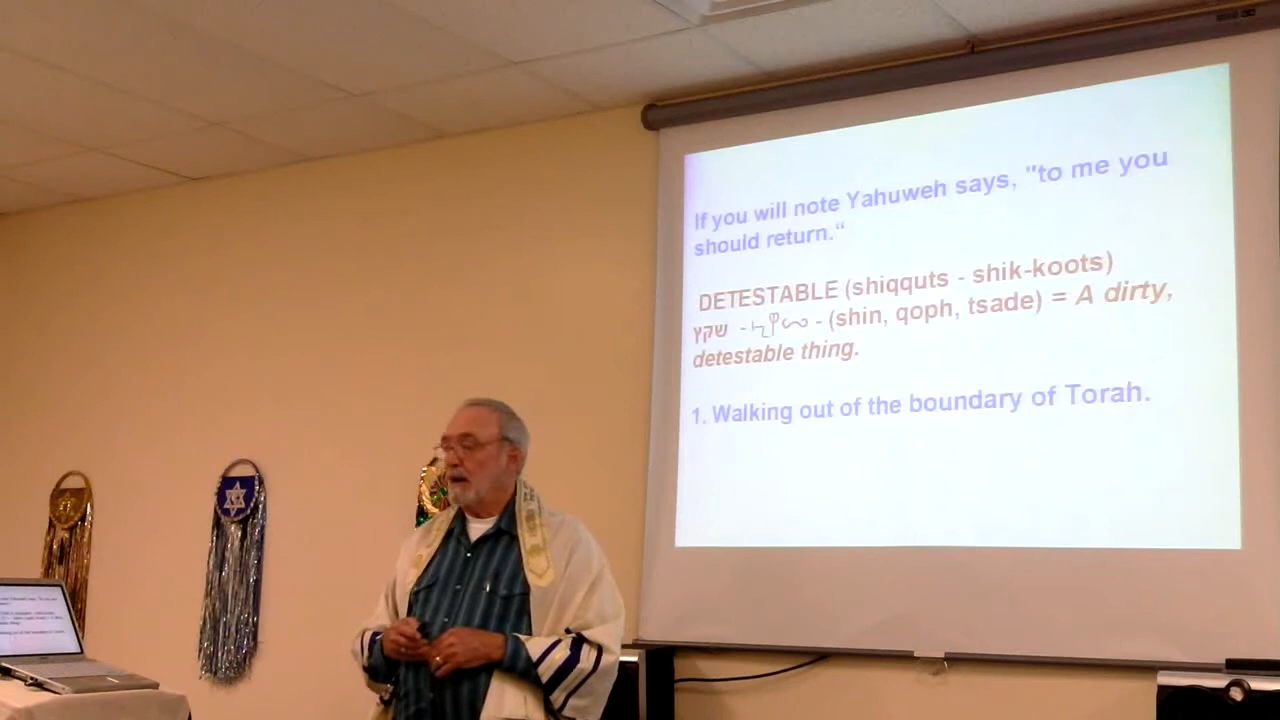 If you will note Yahuweh says, "to me you
should return."
DETESTABLE (shiqquts - shik-koots)
שקץ - - (shin, qoph, tsade) = A dirty,
detestable thing.
1. Walking out of the boundary of Torah.